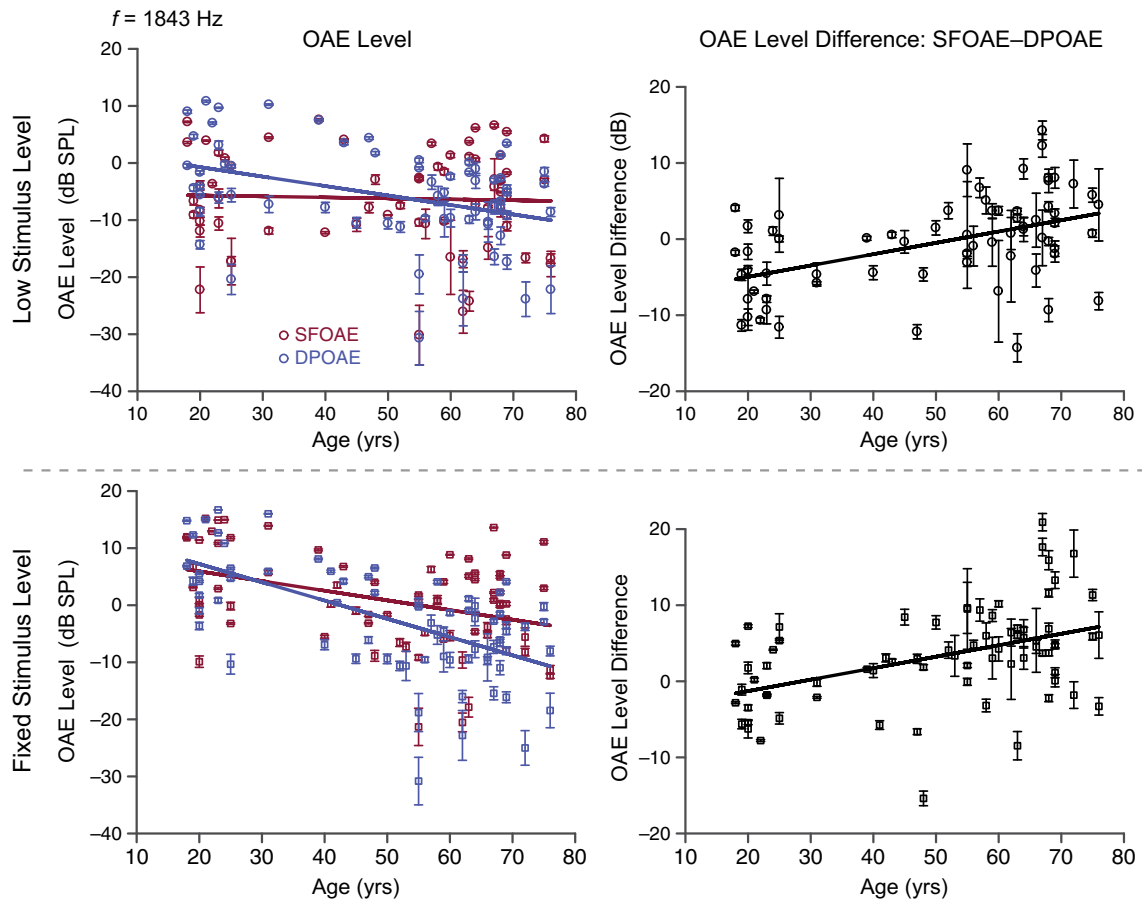 f = 1843 Hz
OAE Level
OAE Level Difference: SFOAE–DPOAE
Low Stimulus Level
OAE Level (dB SPL)
20
10
0
–10
–20
–30
–40
SFOAE
DPOAE
10 20 30 40 50 60 70 80
Age (yrs)
OAE Level Difference (dB)
20
10
0
–10
–20
10 20 30 40 50 60 70 80
Age (yrs)
Fixed Stimulus Level
OAE Level (dB SPL)
20
10
0
–10
–20
–30
–40
10 20 30 40 50 60 70 80
Age (yrs)
OAE Level Difference
20
10
0
–10
–20
10 20 30 40 50 60 70 80
Age (yrs)